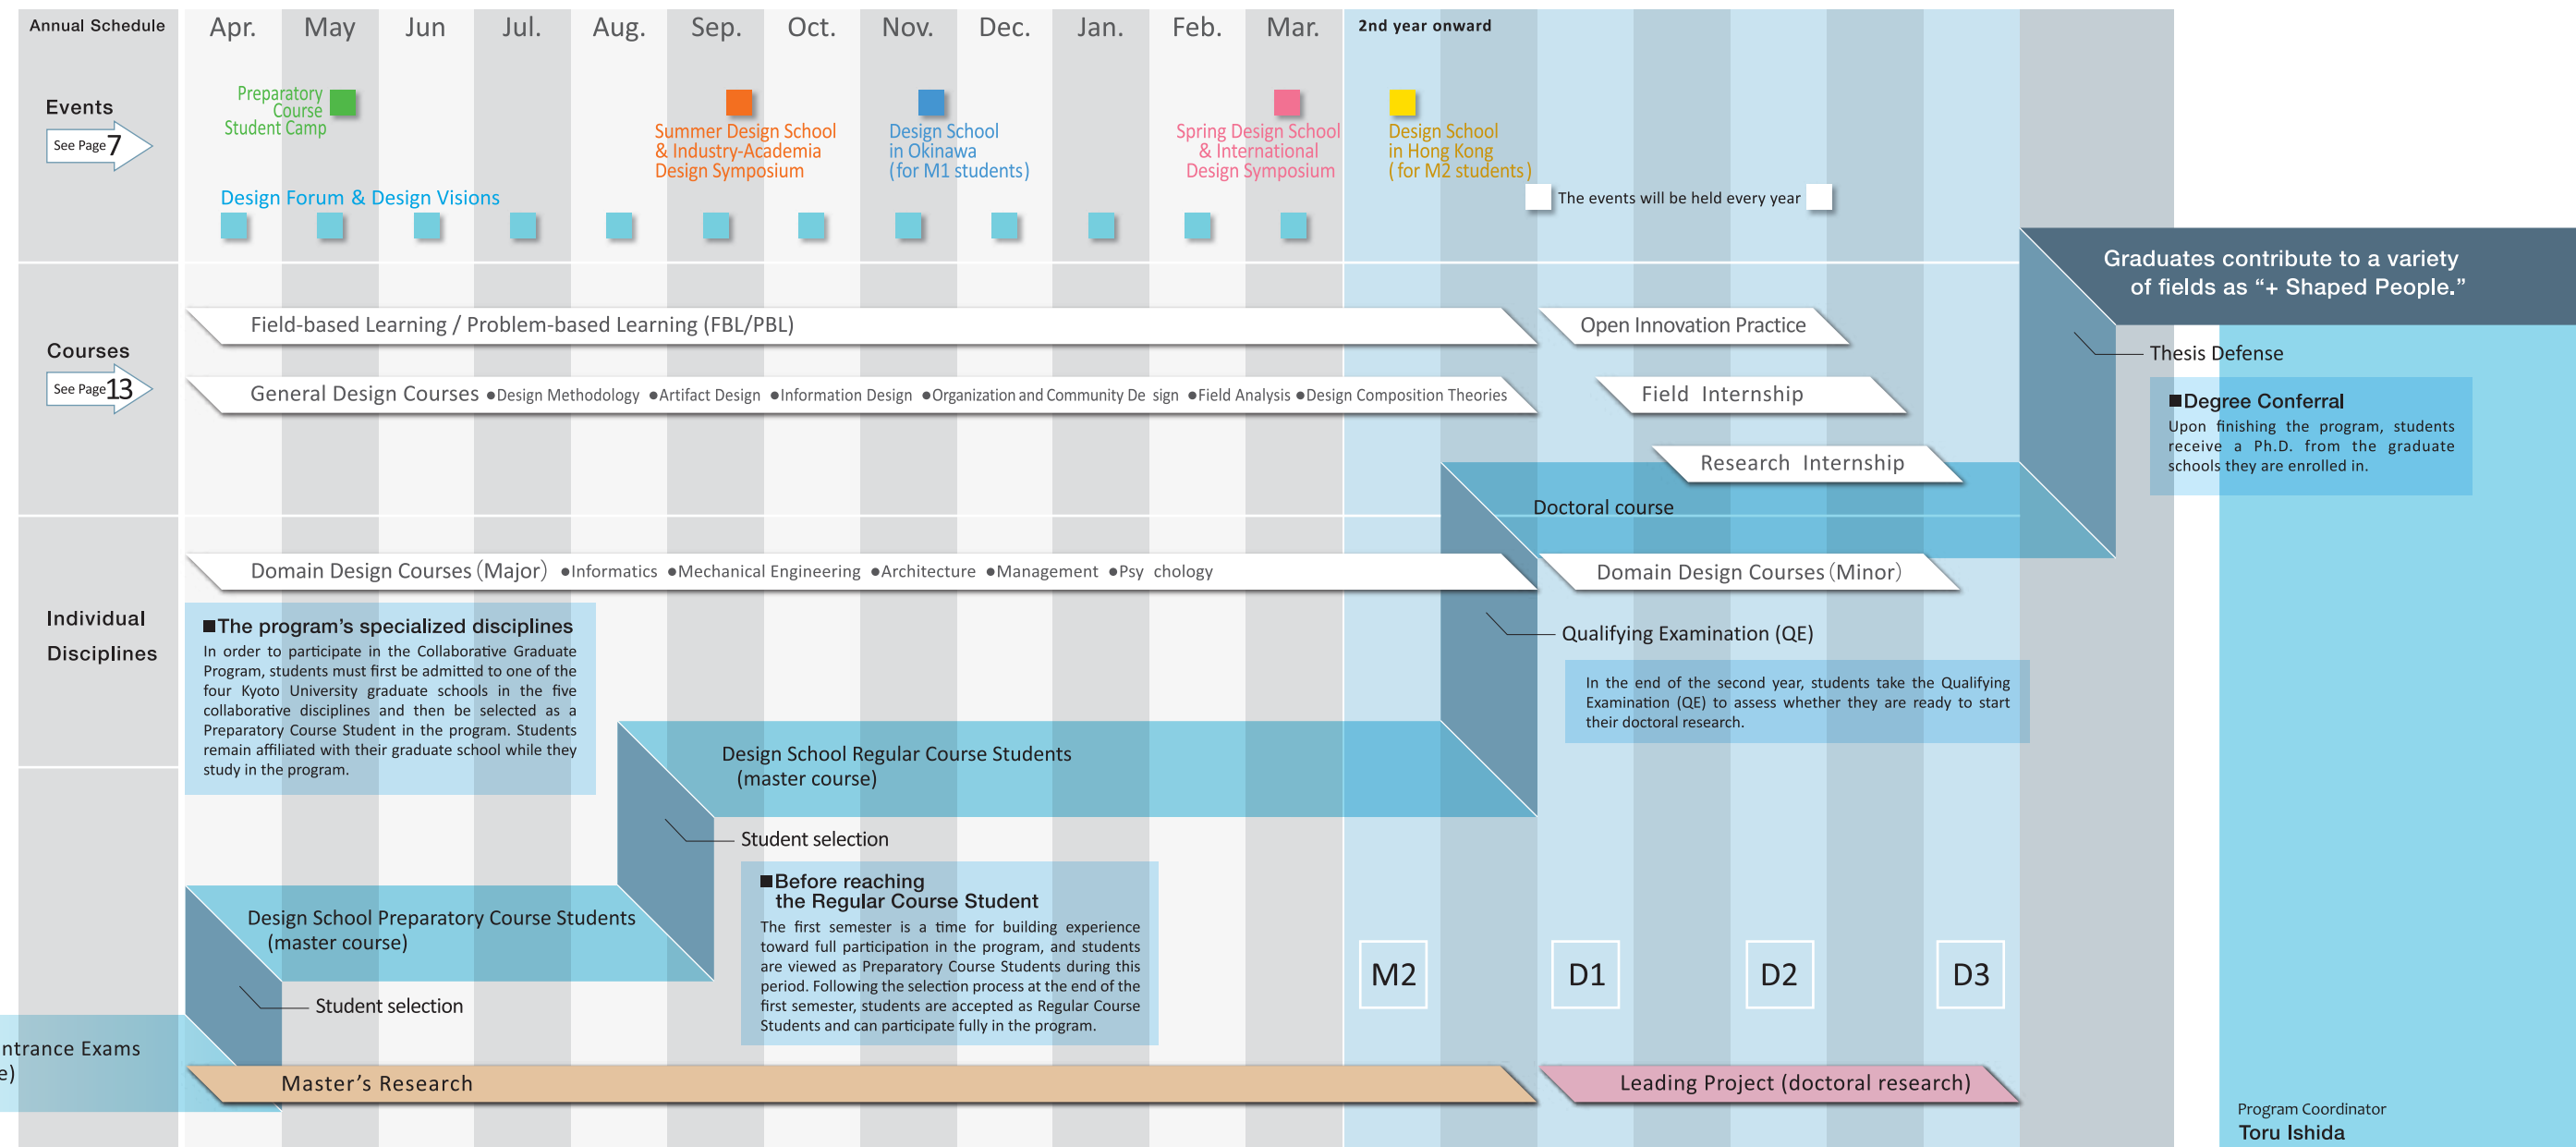 Annual Schedule
Apr.
May
Jun
Jul.
Aug.
Sep.
Oct.
Nov.
Dec.
Jan.
Feb.
Mar.
2nd year onward
Events
See Page 7
Preparatory
Course
Student Camp
Summer Design School
& Industry-Academia
Design Symposium
Design School
in Okinawa
(for M1 students)
Spring Design School
& International
Design Symposium
Design School
in Hong Kong
(for M2 students)
Design Forum & Design Visions
The events will be held every year
Graduates contribute to a variety
of fields as “+ Shaped People.”
Courses
See Page 13
Field-based Learning / Problem-based Learning (FBL/PBL)
Open Innovation Practice
General Design Courses ●Design Methodology ●Artifact Design ●Information Design ●Organization and Community De sign ●Field Analysis ●Design Composition Theories
Field Internship
Research Internship
Doctoral course
Thesis Defense
■Degree Conferral
Upon finishing the program, students
receive a Ph.D. from the graduate
schools they are enrolled in.
Individual
Disciplines
Domain Design Courses (Major) ●Informatics ●Mechanical Engineering ●Architecture ●Management ●Psy chology
Domain Design Courses (Minor)
■The program’s specialized disciplines
In order to participate in the Collaborative Graduate
Program, students must first be admitted to one of the
four Kyoto University graduate schools in the five
collaborative disciplines and then be selected as a
Preparatory Course Student in the program. Students
remain affiliated with their graduate school while they
study in the program.
Qualifying Examination (QE)
In the end of the second year, students take the Qualifying
Examination (QE) to assess whether they are ready to start
their doctoral research.
Design School Regular Course Students
(master course)
Student selection
■Before reaching
the Regular Course Student
The first semester is a time for building experience
toward full participation in the program, and students
are viewed as Preparatory Course Students during this
period. Following the selection process at the end of the
first semester, students are accepted as Regular Course
Students and can participate fully in the program.
Design School Preparatory Course Students
(master course)
Student selection
M2
D1
D2
D3
ntrance Exams
e)
Master’s Research
Leading Project (doctoral research)
Program Coordinator
Toru Ishida